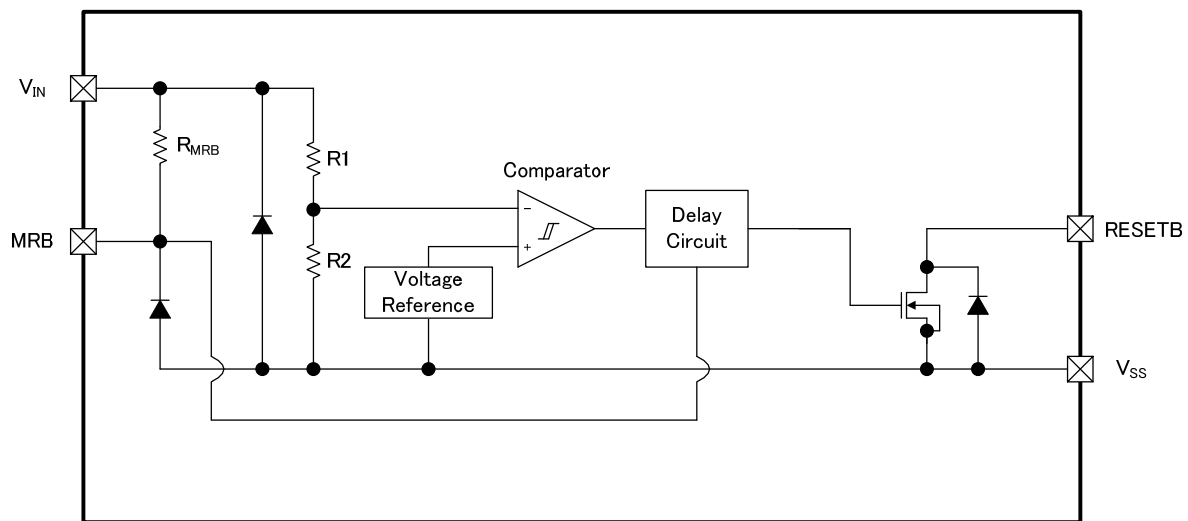 VIN
RMRB
R1
Comparator
MRB
−
+
R2
Delay
Circuit
RESETB
Voltage
Reference
VSS